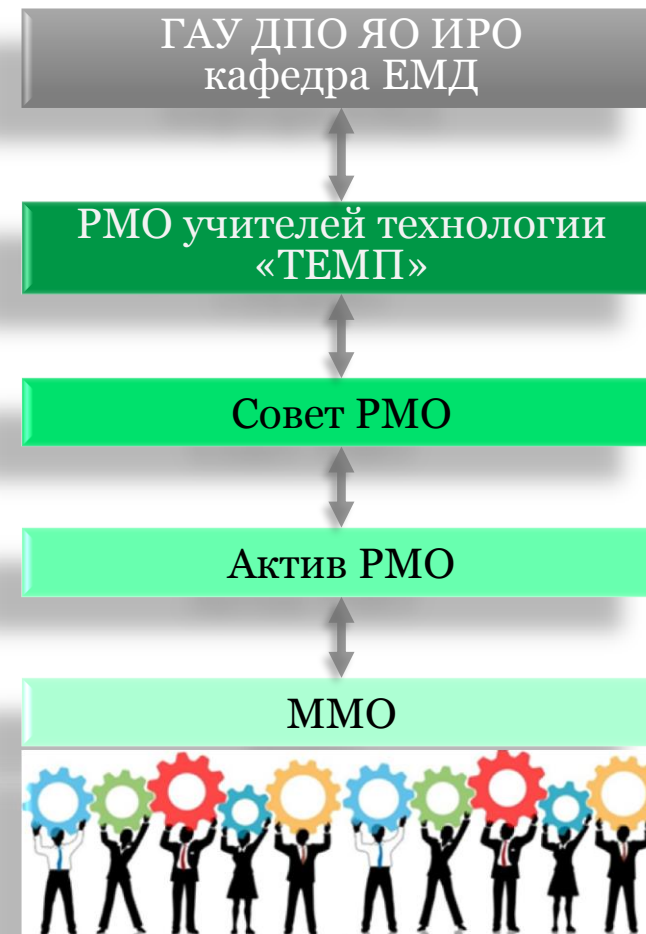 ГАУ ДПО ЯО ИРО
кафедра ЕМД
РМО учителей технологии
«ТЕМП»
Совет РМО
Актив РМО
ММО